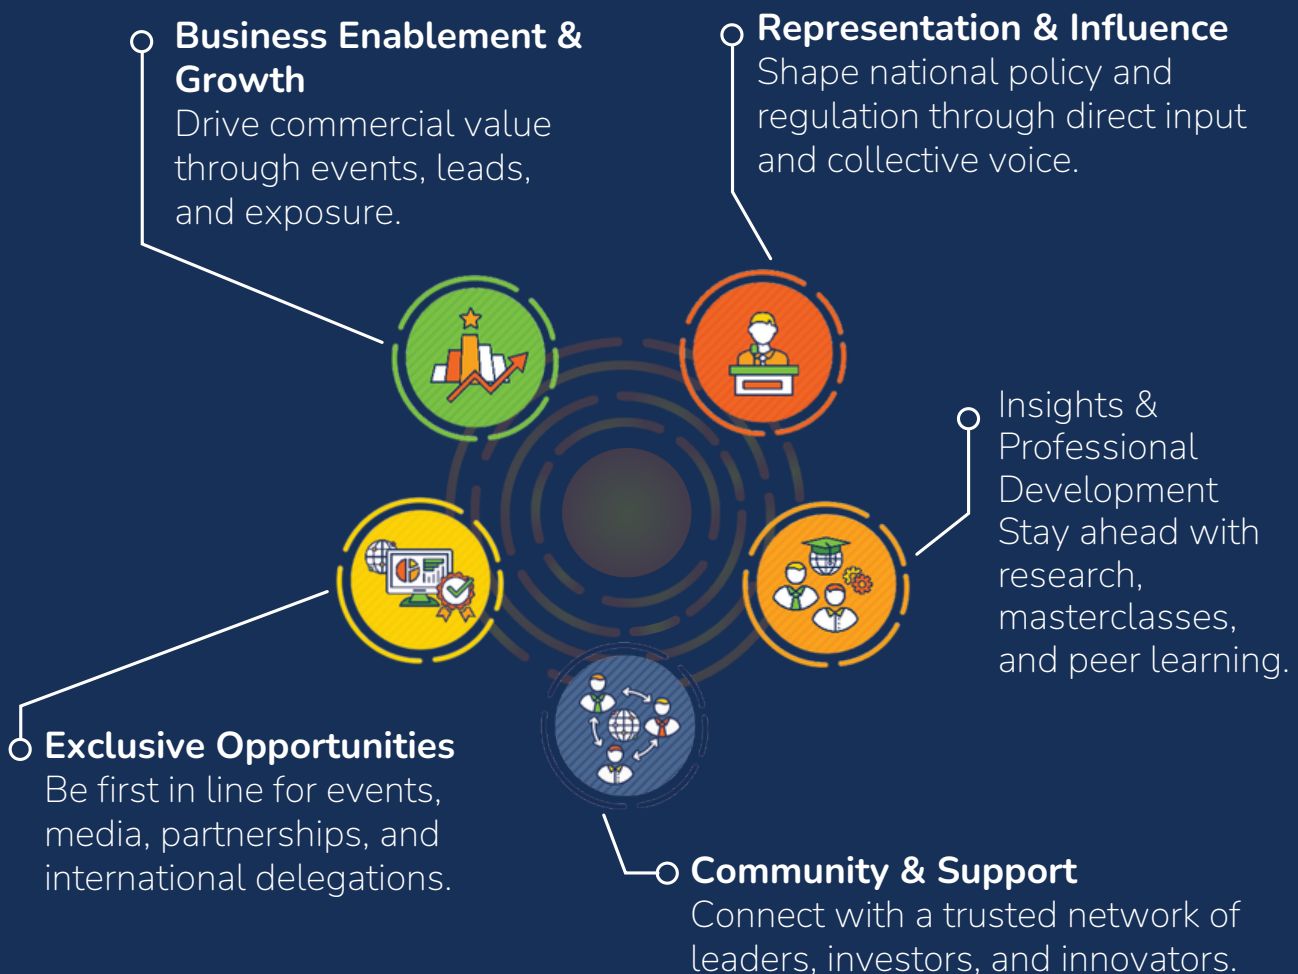 Business Enablement &
Growth
Drive commercial value
through events, leads,
and exposure.
Representation & Influence
Shape national policy and
regulation through direct input
and collective voice.
Insights &
Professional
Development
Stay ahead with
research,
masterclasses,
and peer learning.
Exclusive Opportunities
Be first in line for events,
media, partnerships, and
international delegations.
Community & Support
Connect with a trusted network of
leaders, investors, and innovators.